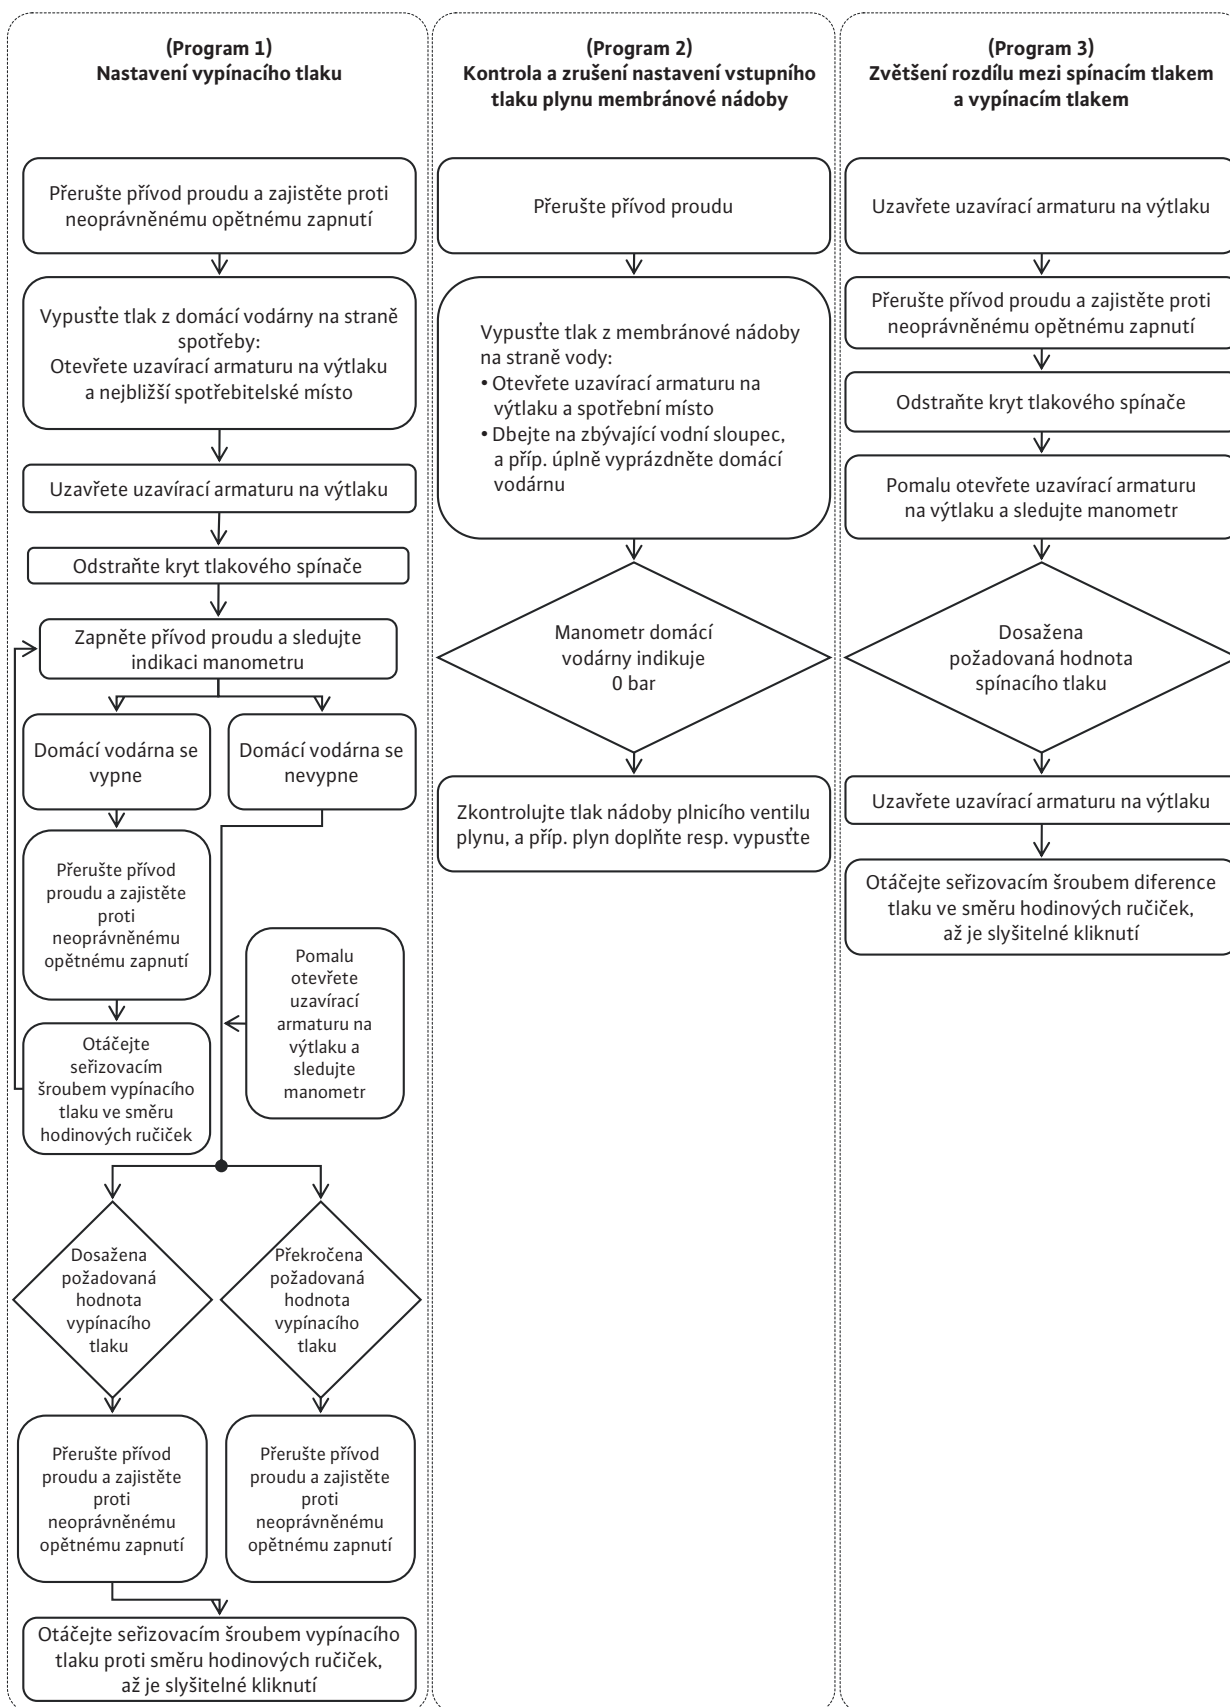 (Program 1)
Nastavení vypínacího tlaku
Přerušte přívod proudu a zajistěte proti
neoprávněnému opětnému zapnutí
Vypusťte tlak z domácí vodárny na straně
spotřeby:
Otevřete uzavírací armaturu na výtlaku
a nejbližší spotřebitelské místo
Uzavřete uzavírací armaturu na výtlaku
Odstraňte kryt tlakového spínače
Zapněte přívod proudu a sledujte
indikaci manometru
Domácí vodárna se
vypne
Domácí vodárna se
nevypne
Přerušte přívod
proudu a zajistěte
proti
neoprávněnému
opětnému zapnutí
Pomalu
otevřete
uzavírací
armaturu na
výtlaku a
sledujte
manometr
Otáčejte
seřizovacím
šroubem vypínacího
tlaku ve směru
hodinových ručiček
Dosažena
požadovaná
hodnota
vypínacího
tlaku
Překročena
požadovaná
hodnota
vypínacího
tlaku
Přerušte přívod
proudu a zajistěte
proti
neoprávněnému
opětnému zapnutí
Přerušte přívod
proudu a zajistěte
proti
neoprávněnému
opětnému zapnutí
Otáčejte seřizovacím šroubem vypínacího
tlaku proti směru hodinových ručiček,
až je slyšitelné kliknutí
(Program 2)
Kontrola a zrušení nastavení vstupního
tlaku plynu membránové nádoby
Přerušte přívod proudu
Vypusťte tlak z membránové nádoby
na straně vody:
• Otevřete uzavírací armaturu na
výtlaku a spotřební místo
• Dbejte na zbývající vodní sloupec,
a příp. úplně vyprázdněte domácí
vodárnu
Manometr domácí
vodárny indikuje
0 bar
Zkontrolujte tlak nádoby plnicího ventilu
plynu, a příp. plyn doplňte resp. vypusťte
(Program 3)
Zvětšení rozdílu mezi spínacím tlakem
a vypínacím tlakem
Uzavřete uzavírací armaturu na výtlaku
Přerušte přívod proudu a zajistěte proti
neoprávněnému opětnému zapnutí
Odstraňte kryt tlakového spínače
Pomalu otevřete uzavírací armaturu
na výtlaku a sledujte manometr
Dosažena
požadovaná hodnota
spínacího tlaku
Uzavřete uzavírací armaturu na výtlaku
Otáčejte seřizovacím šroubem diference
tlaku ve směru hodinových ručiček,
až je slyšitelné kliknutí